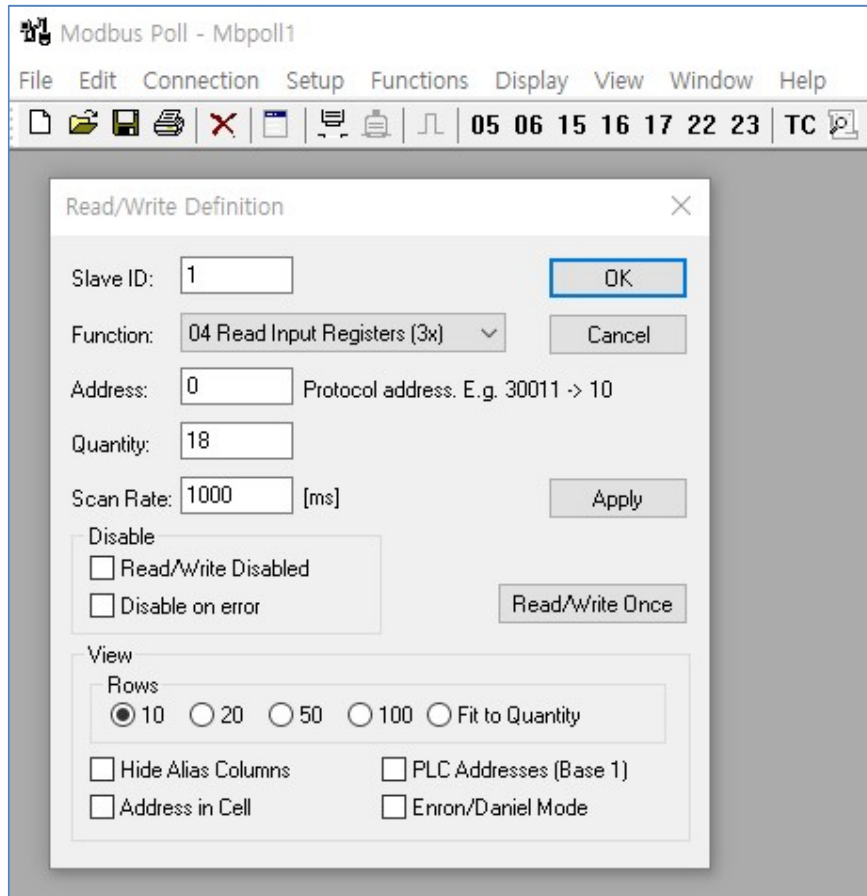 Modbus Poll - Mbpoll1
File Edit Connection Setup Functions Display View Window Help
05 06 15 16 17 22 23 TC
Read/Write Definition
Slave ID: 1 OK
Function: 04 Read Input Registers (3x) Cancel
Address: 0 Protocol address. E.g. 30011 -> 10
Quantity: 18
Scan Rate: 1000 [ms] Apply
Disable
Read/Write Disabled
Disable on error Read/Write Once
View
Rows
10 20 50 100 Fit to Quantity
Hide Alias Columns PLC Addresses (Base 1)
Address in Cell Enron/Daniel Mode